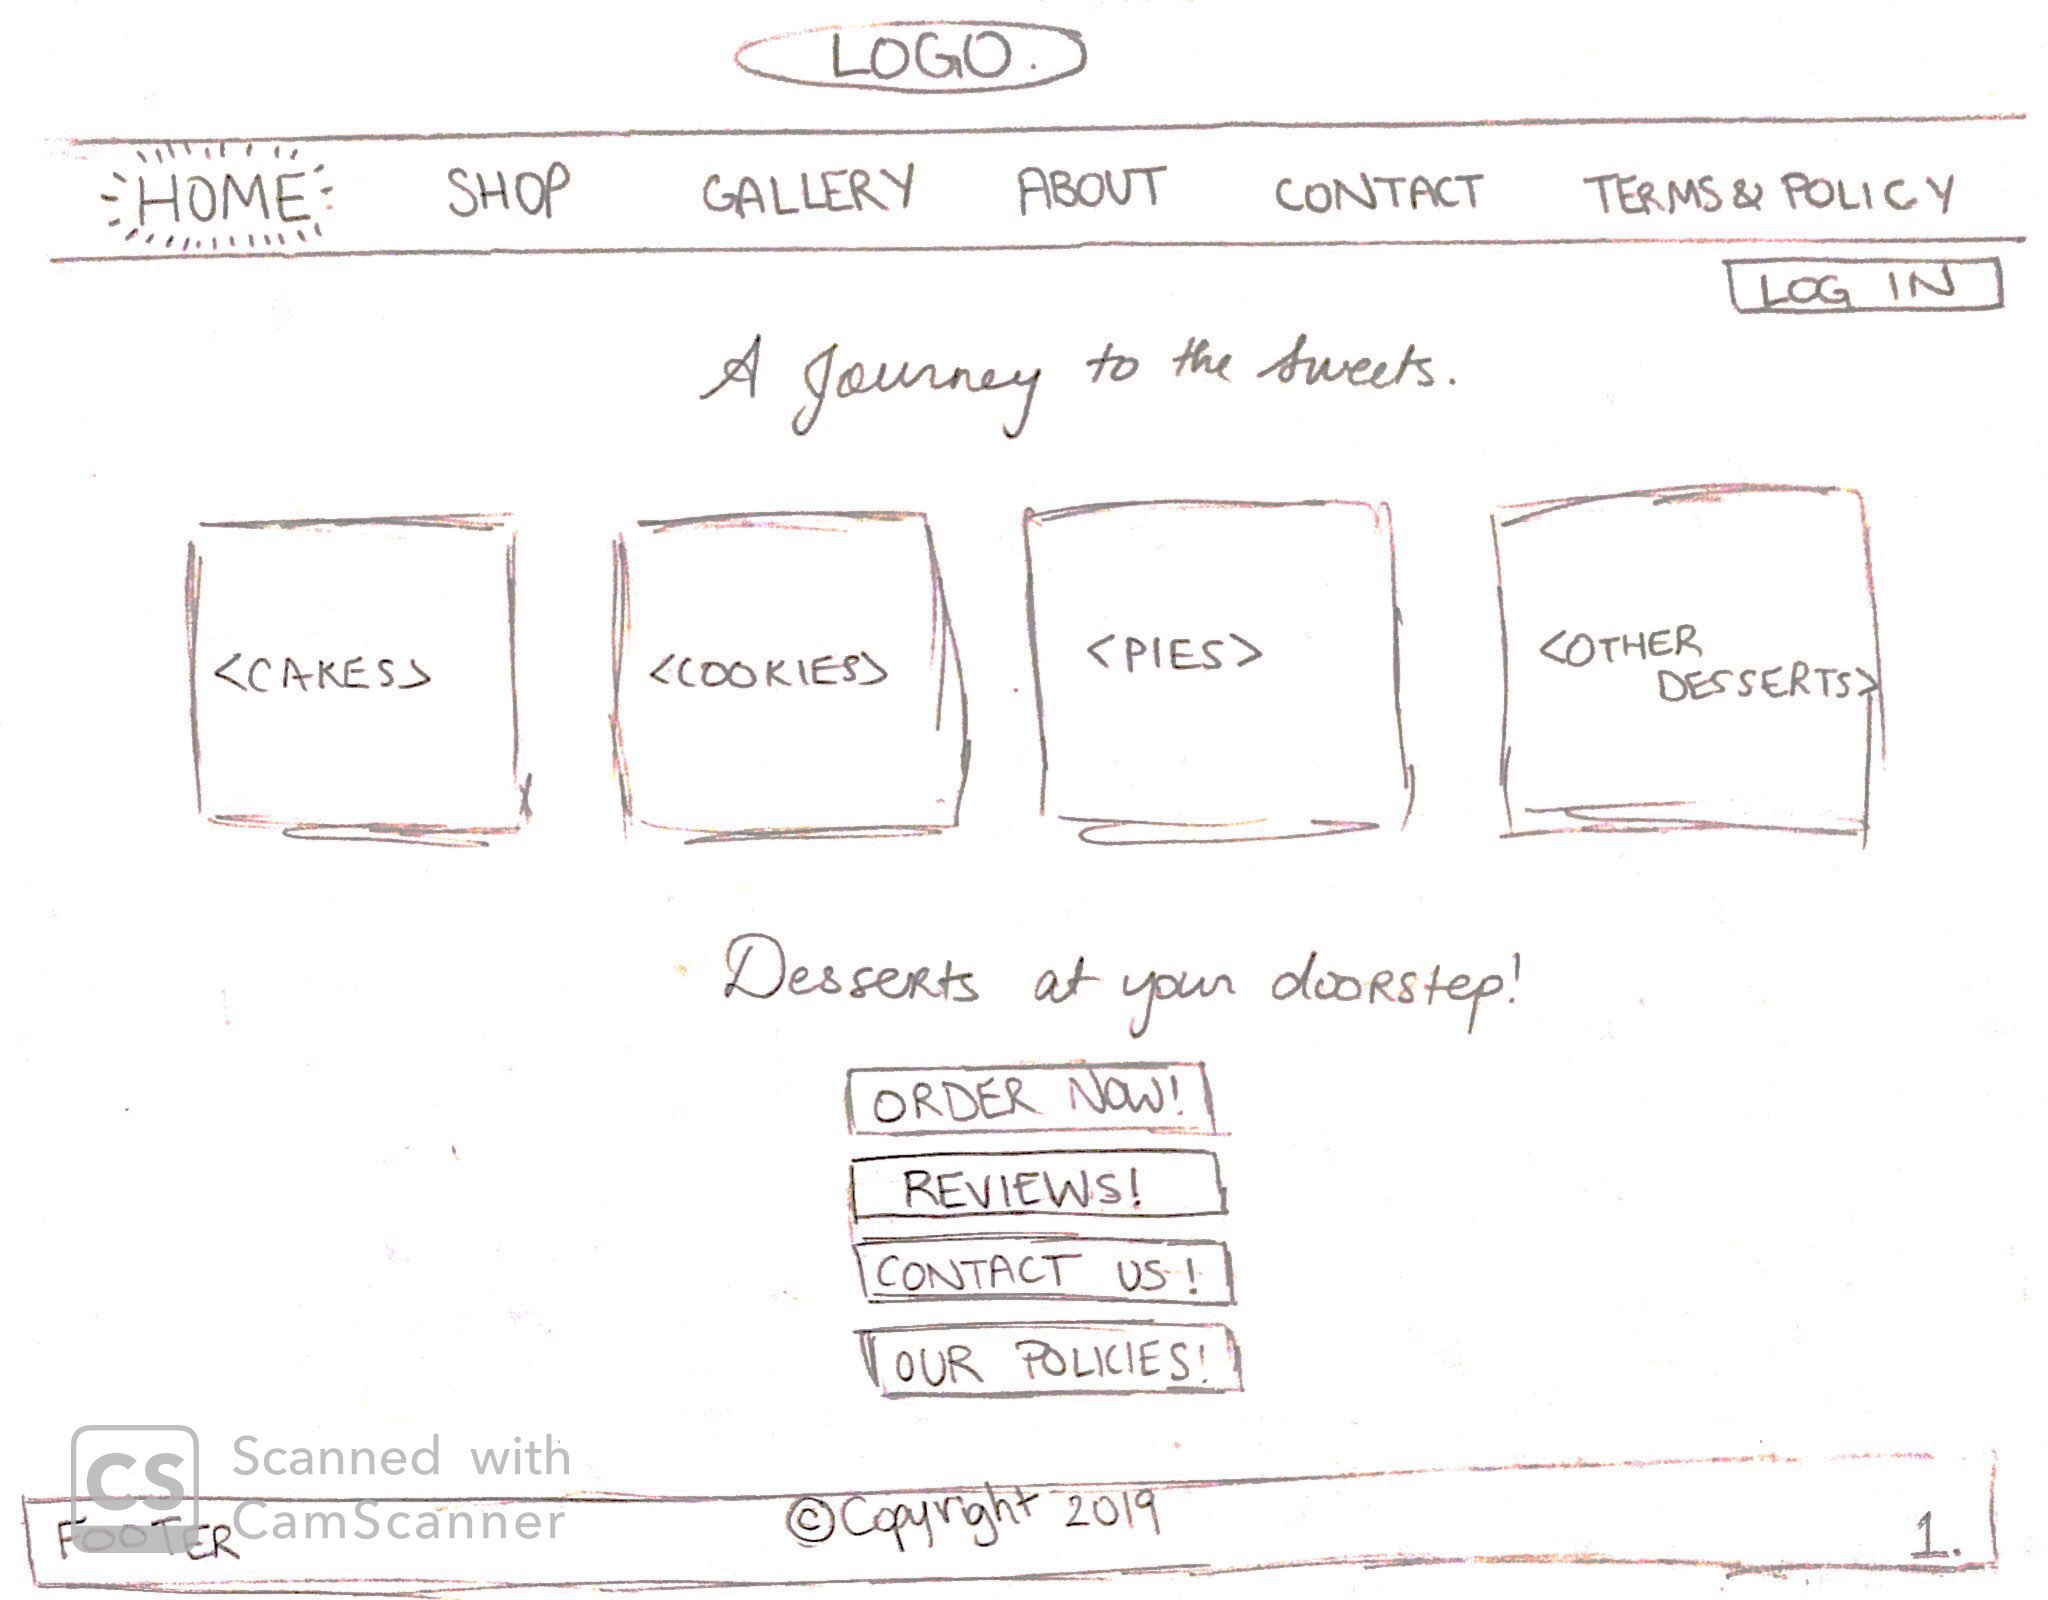 LOGO.
HOME SHOP GALLERY ABOUT CONTACT TERMS & POLICY
LOG IN
A Journey to the sweets.
<CAKES> <COOKIES> <PIES> <OTHER
DESSERTS>
Desserts at your doorstep!
ORDER NOW!
REVIEWS!
CONTACT US!
OUR POLICIES!
CS Scanned with
CamScanner
FOOTER ©Copyright 2019 1.